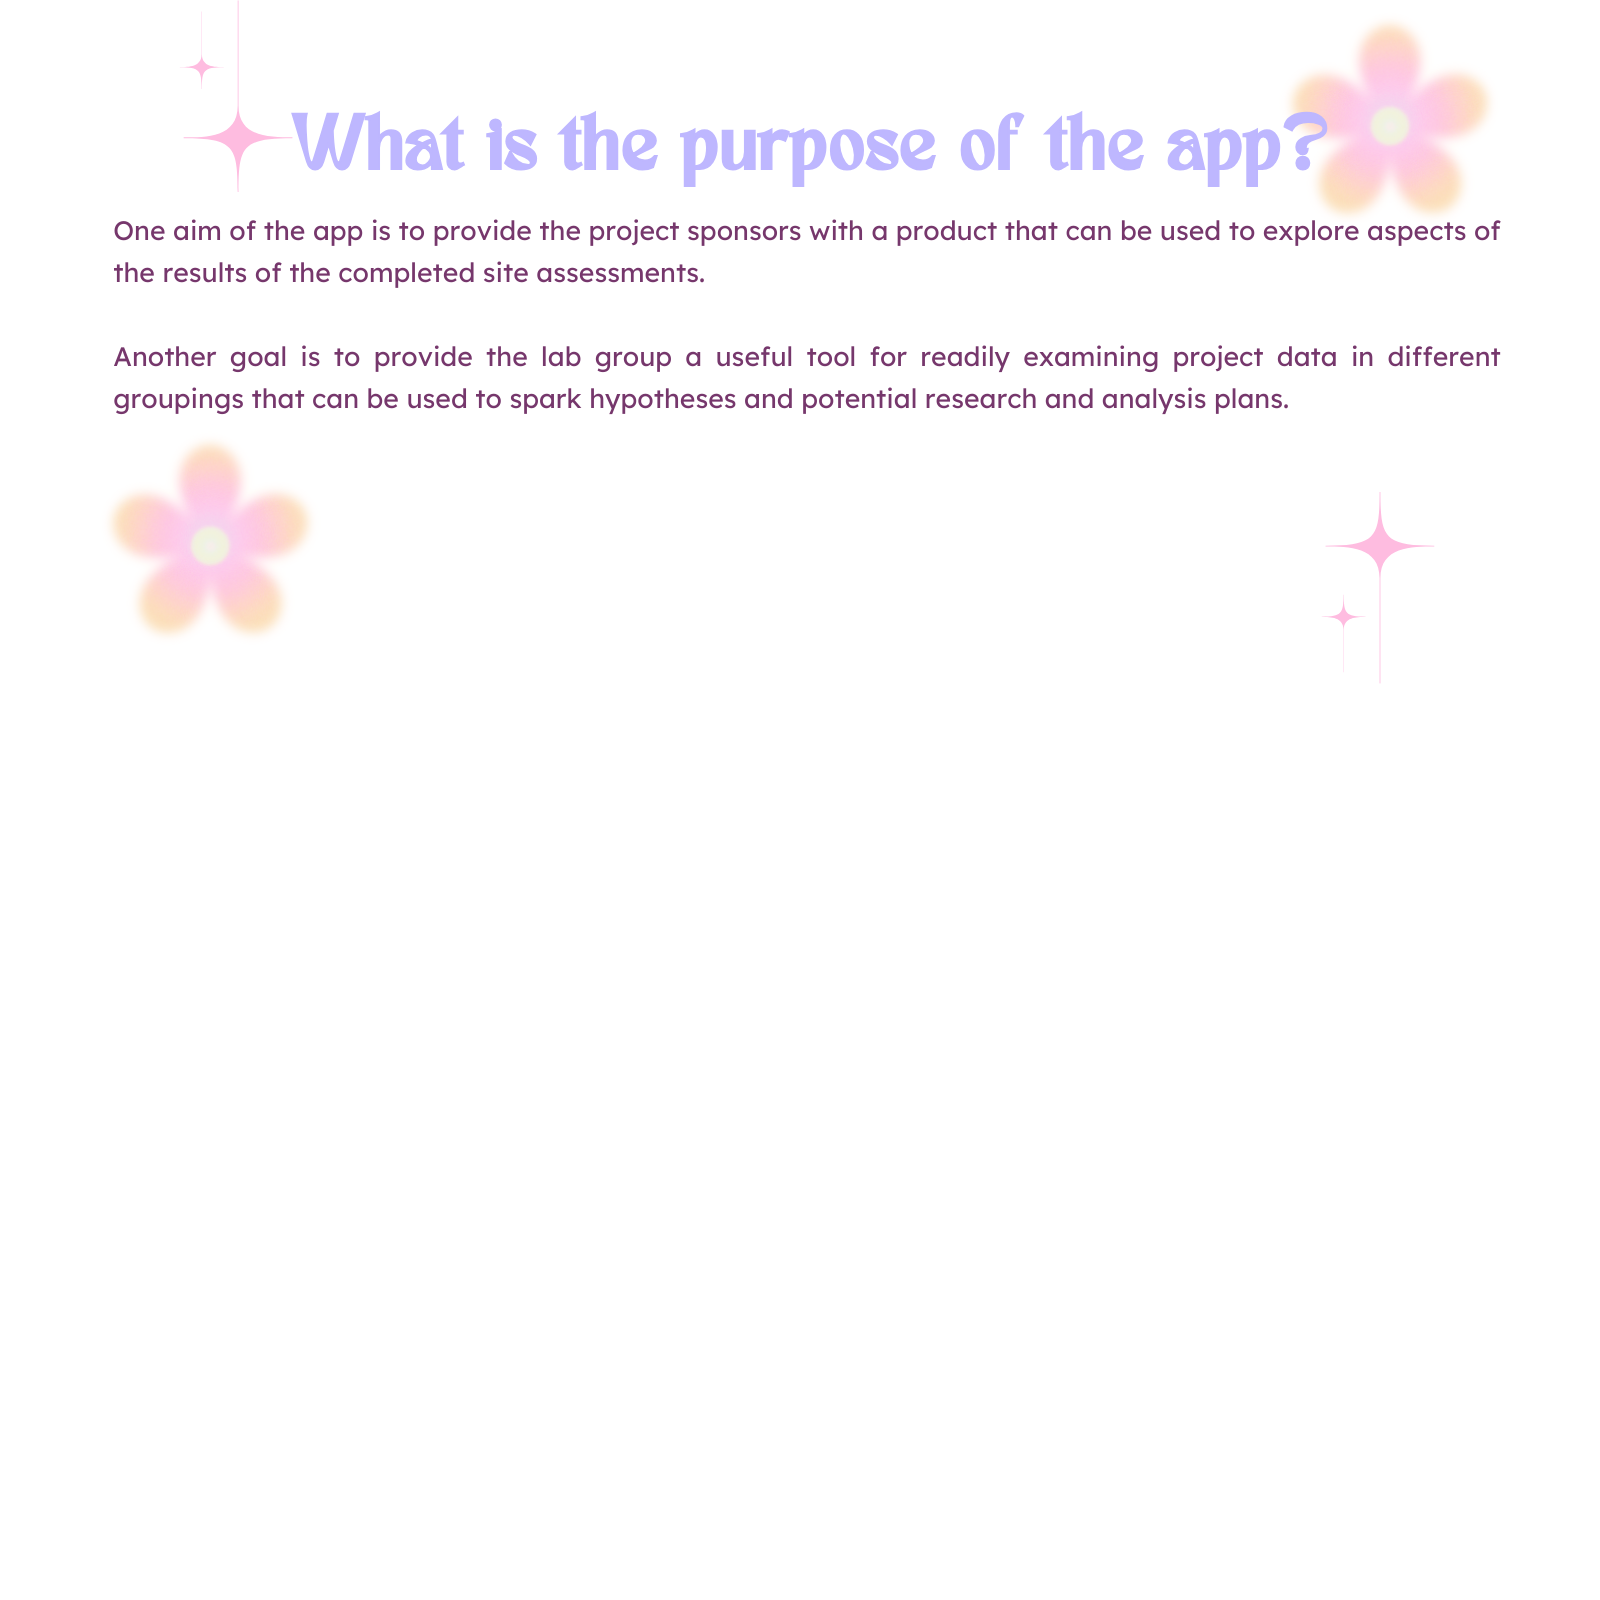 What is the purpose of the app?
One aim of the app is to provide the project sponsors with a product that can be used to explore aspects of
the results of the completed site assessments.
Another goal is to provide the lab group a useful tool for readily examining project data in different
groupings that can be used to spark hypotheses and potential research and analysis plans.